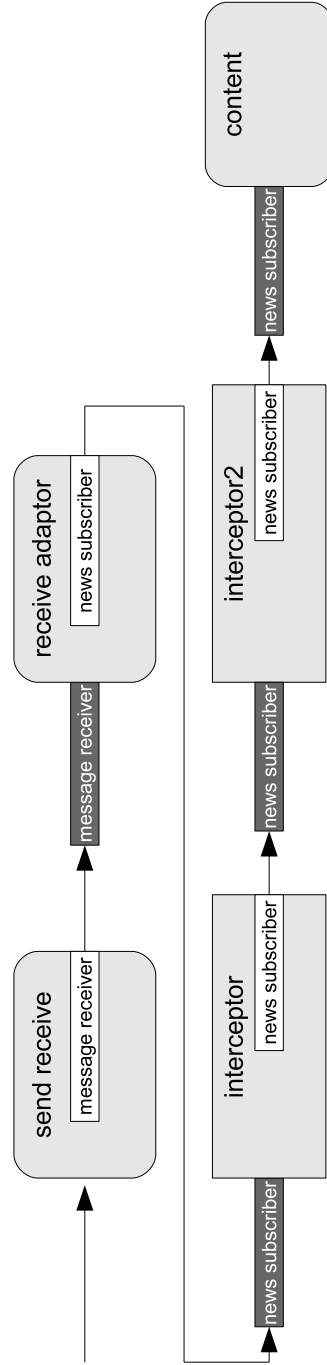 send receive
message receiver
message receiver
receive adaptor
news subscriber
news subscriber
interceptor
news subscriber
news subscriber
interceptor2
news subscriber
news subscriber
content